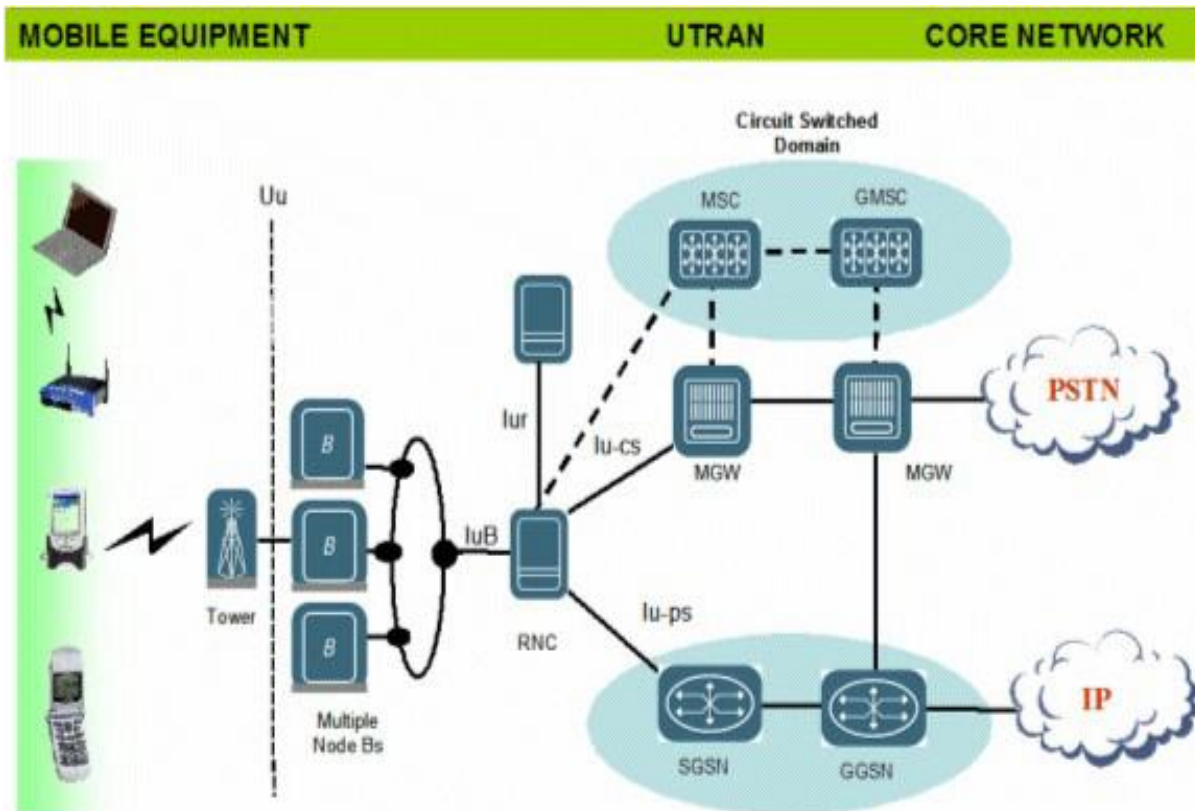 MOBILE EQUIPMENT
UTRAN
CORE NETWORK
Circuit Switched
Domain
Uu
MSC
GMSC
Iur
Iu-cs
PSTN
MGW
MGW
B
B
B
IuB
Iu-ps
Tower
RNC
Multiple
Node Bs
IP
SGSN
GGSN